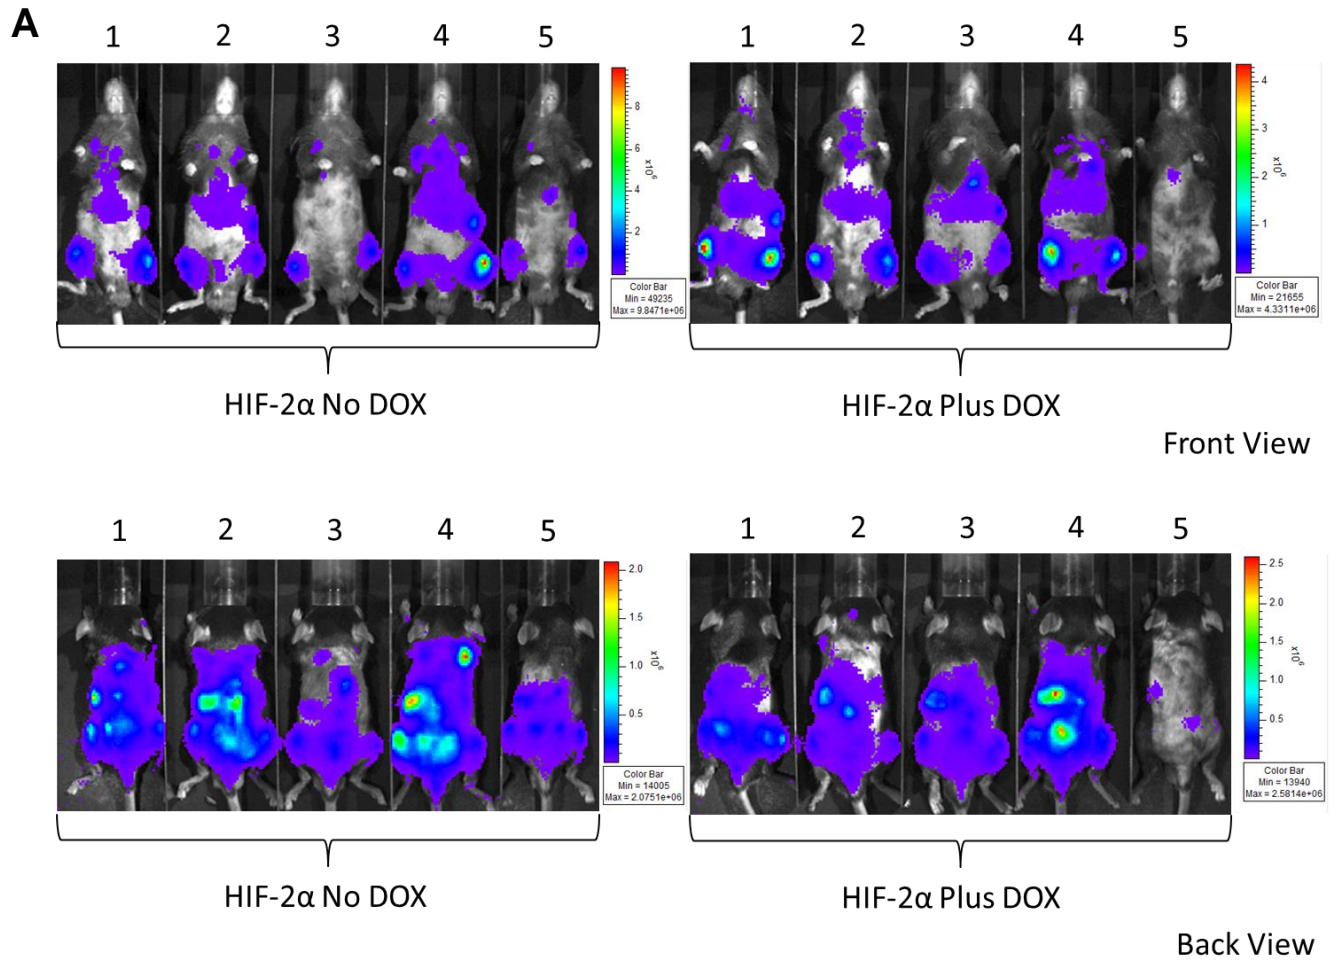 A
1 2 3 4 5
1 2 3 4 5
8
6
4
2
x10⁶
Color Bar
Min = 49235
Max = 9.8471e+06
4
3
2
1
x10⁶
Color Bar
Min = 21655
Max = 4.3311e+06
HIF-2α No DOX
HIF-2α Plus DOX
Front View
1 2 3 4 5
1 2 3 4 5
2.0
1.5
1.0
0.5
x10⁶
Color Bar
Min = 14005
Max = 2.0751e+06
2.5
2.0
1.5
1.0
0.5
x10⁶
Color Bar
Min = 13940
Max = 2.5814e+06
HIF-2α No DOX
HIF-2α Plus DOX
Back View